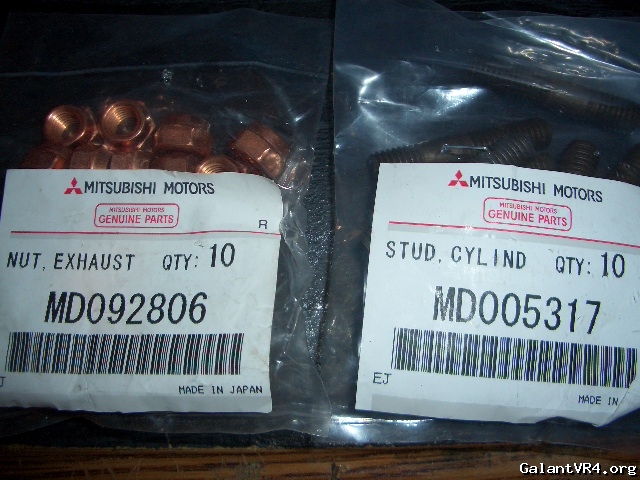 MITSUBISHI MOTORS
MITSUBISHI MOTORS
GENUINE PARTS
R
NUT, EXHAUST QTY: 10
MD092806
J
MADE IN JAPAN
MITSUBISHI MOTORS
MITSUBISHI MOTORS
GENUINE PARTS
STUD, CYLIND QTY: 10
MD005317
EJ
MADE IN
GalantVR4.org